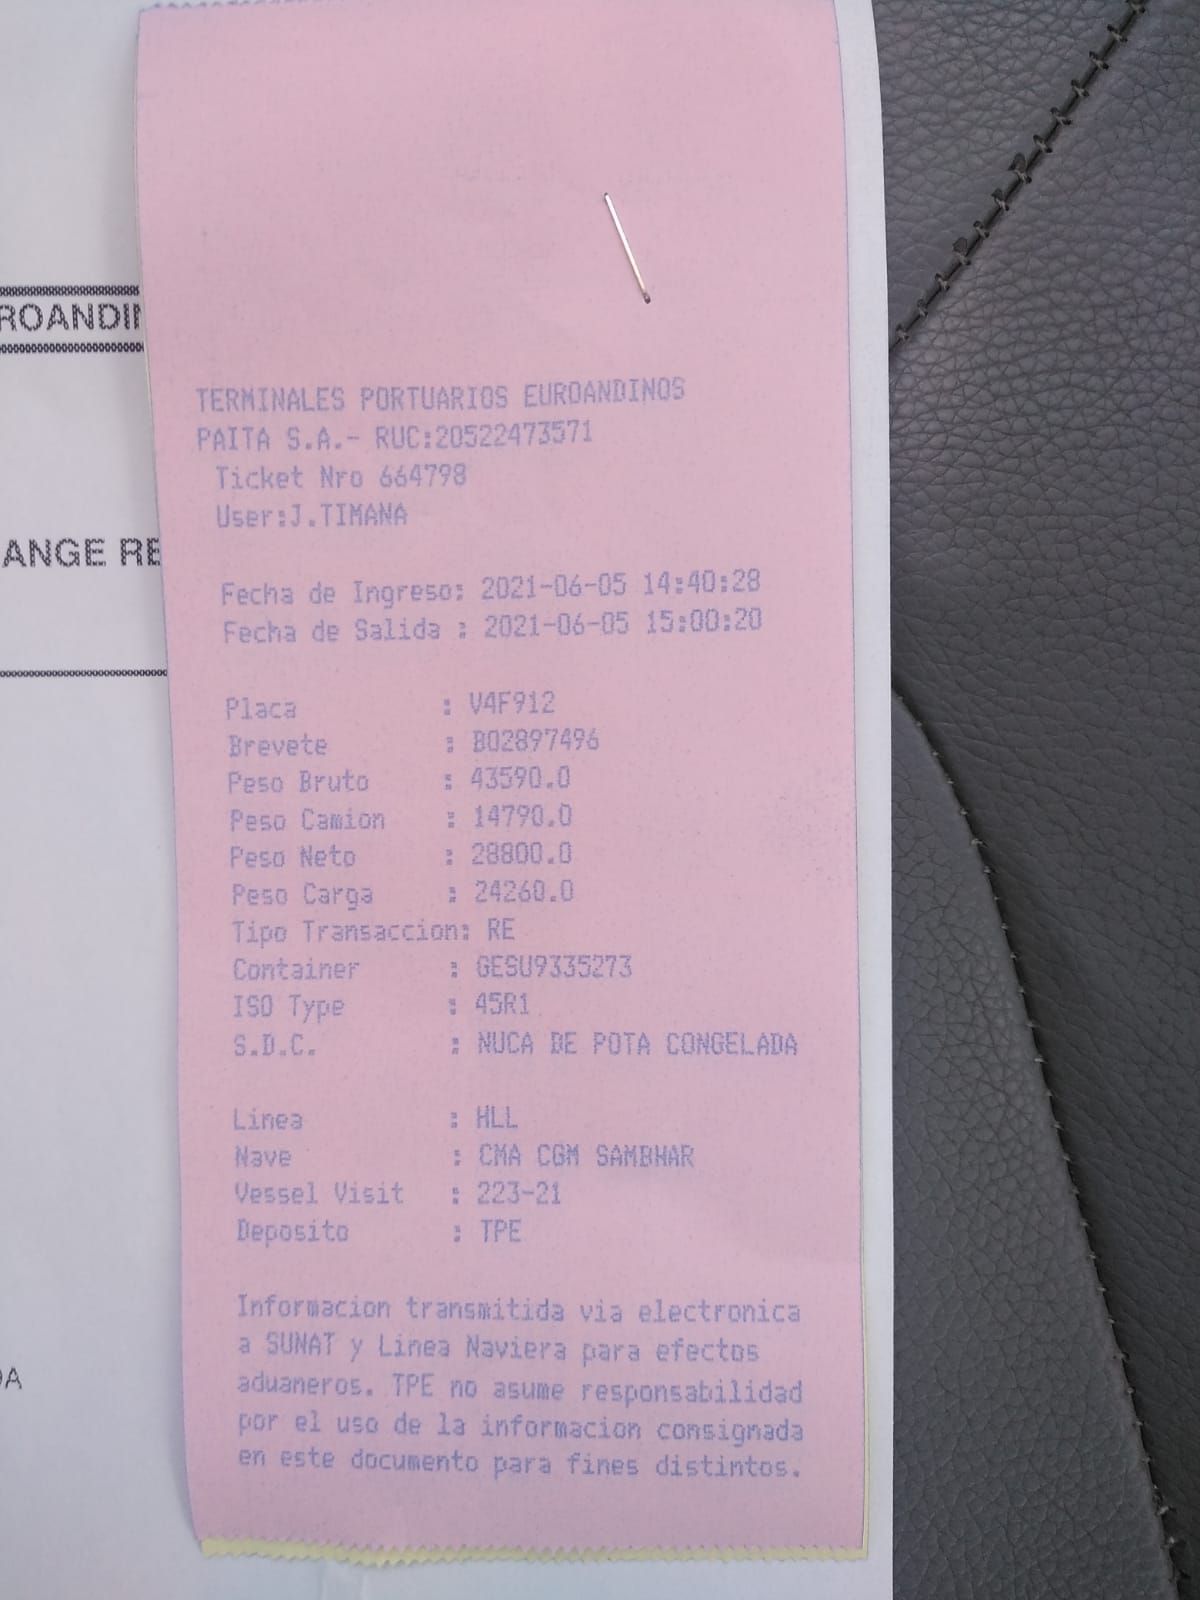 ROANDIN
ANGE RE
TERMINALES PORTUARIOS EUROANDINOS
PAITA S.A.- RUC:20522473571
Ticket Nro 664798
User:J.TIMANA
Fecha de Ingreso: 2021-06-05 14:40:28
Fecha de Salida : 2021-06-05 15:00:20
Placa : V4F912
Brevete : B02897496
Peso Bruto : 43590.0
Peso Camion : 14790.0
Peso Neto : 28800.0
Peso Carga : 24260.0
Tipo Transaccion: RE
Container : GESU9335273
ISO Type : 45R1
S.D.C. : NUCA DE POTA CONGELADA
Linea : HLL
Nave : CMA CGM SAMBHAR
Vessel Visit : 223-21
Deposito : TPE
Informacion transmitida via electronica
a SUNAT y Linea Naviera para efectos
aduaneros. TPE no asume responsabilidad
por el uso de la informacion consignada
en este documento para fines distintos.